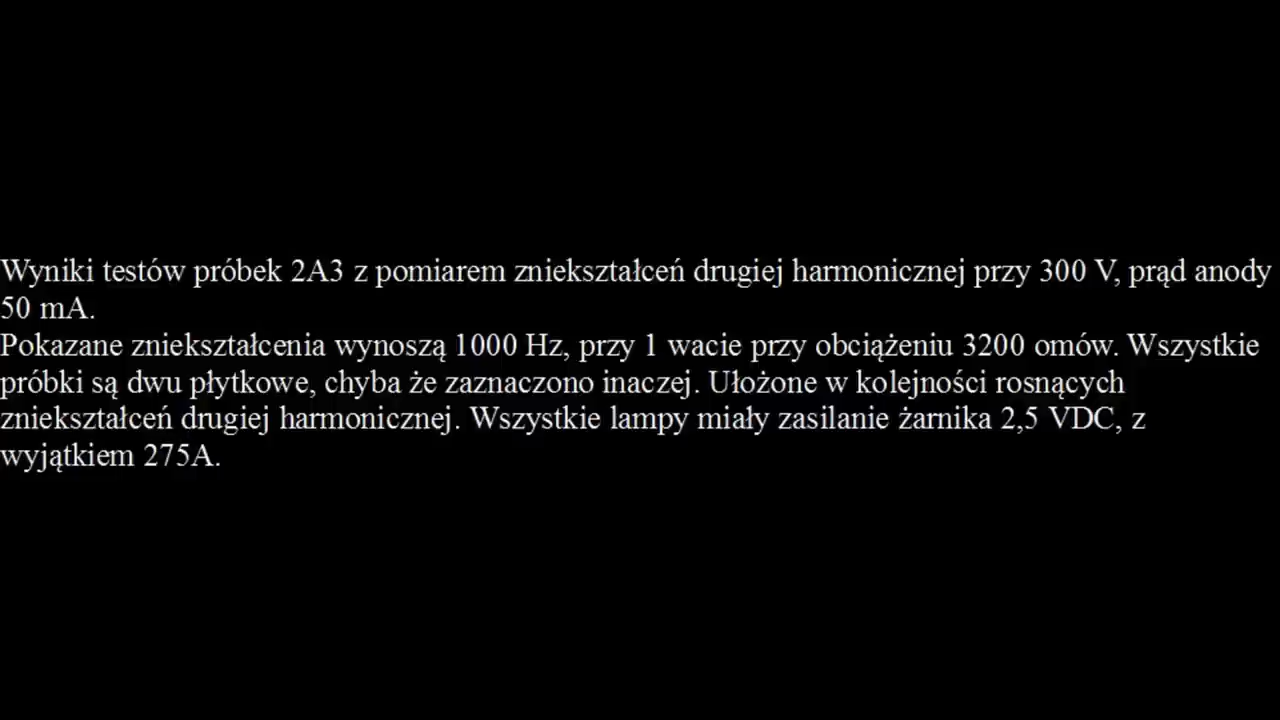 Wyniki testów próbek 2A3 z pomiarem zniekształceń drugiej harmonicznej przy 300 V, prąd anody
50 mA.
Pokazane zniekształcenia wynoszą 1000 Hz, przy 1 wacie przy obciążeniu 3200 omów. Wszystkie
próbki są dwu płytkowe, chyba że zaznaczono inaczej. Ułożone w kolejności rosnących
zniekształceń drugiej harmonicznej. Wszystkie lampy miały zasilanie żarnika 2,5 VDC, z
wyjątkiem 275A.